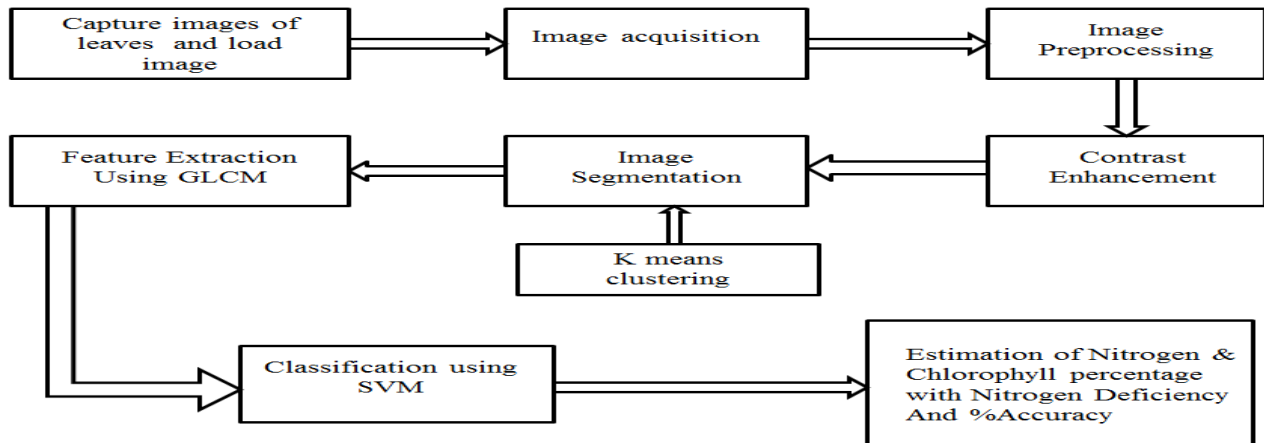 Capture images of
leaves and load
image
Image acquisition
Image
Preprocessing
Contrast
Enhancement
Image
Segmentation
Feature Extraction
Using GLCM
K means
clustering
Classification using
SVM
Estimation of Nitrogen &
Chlorophyll percentage
with Nitrogen Deficiency
And %Accuracy